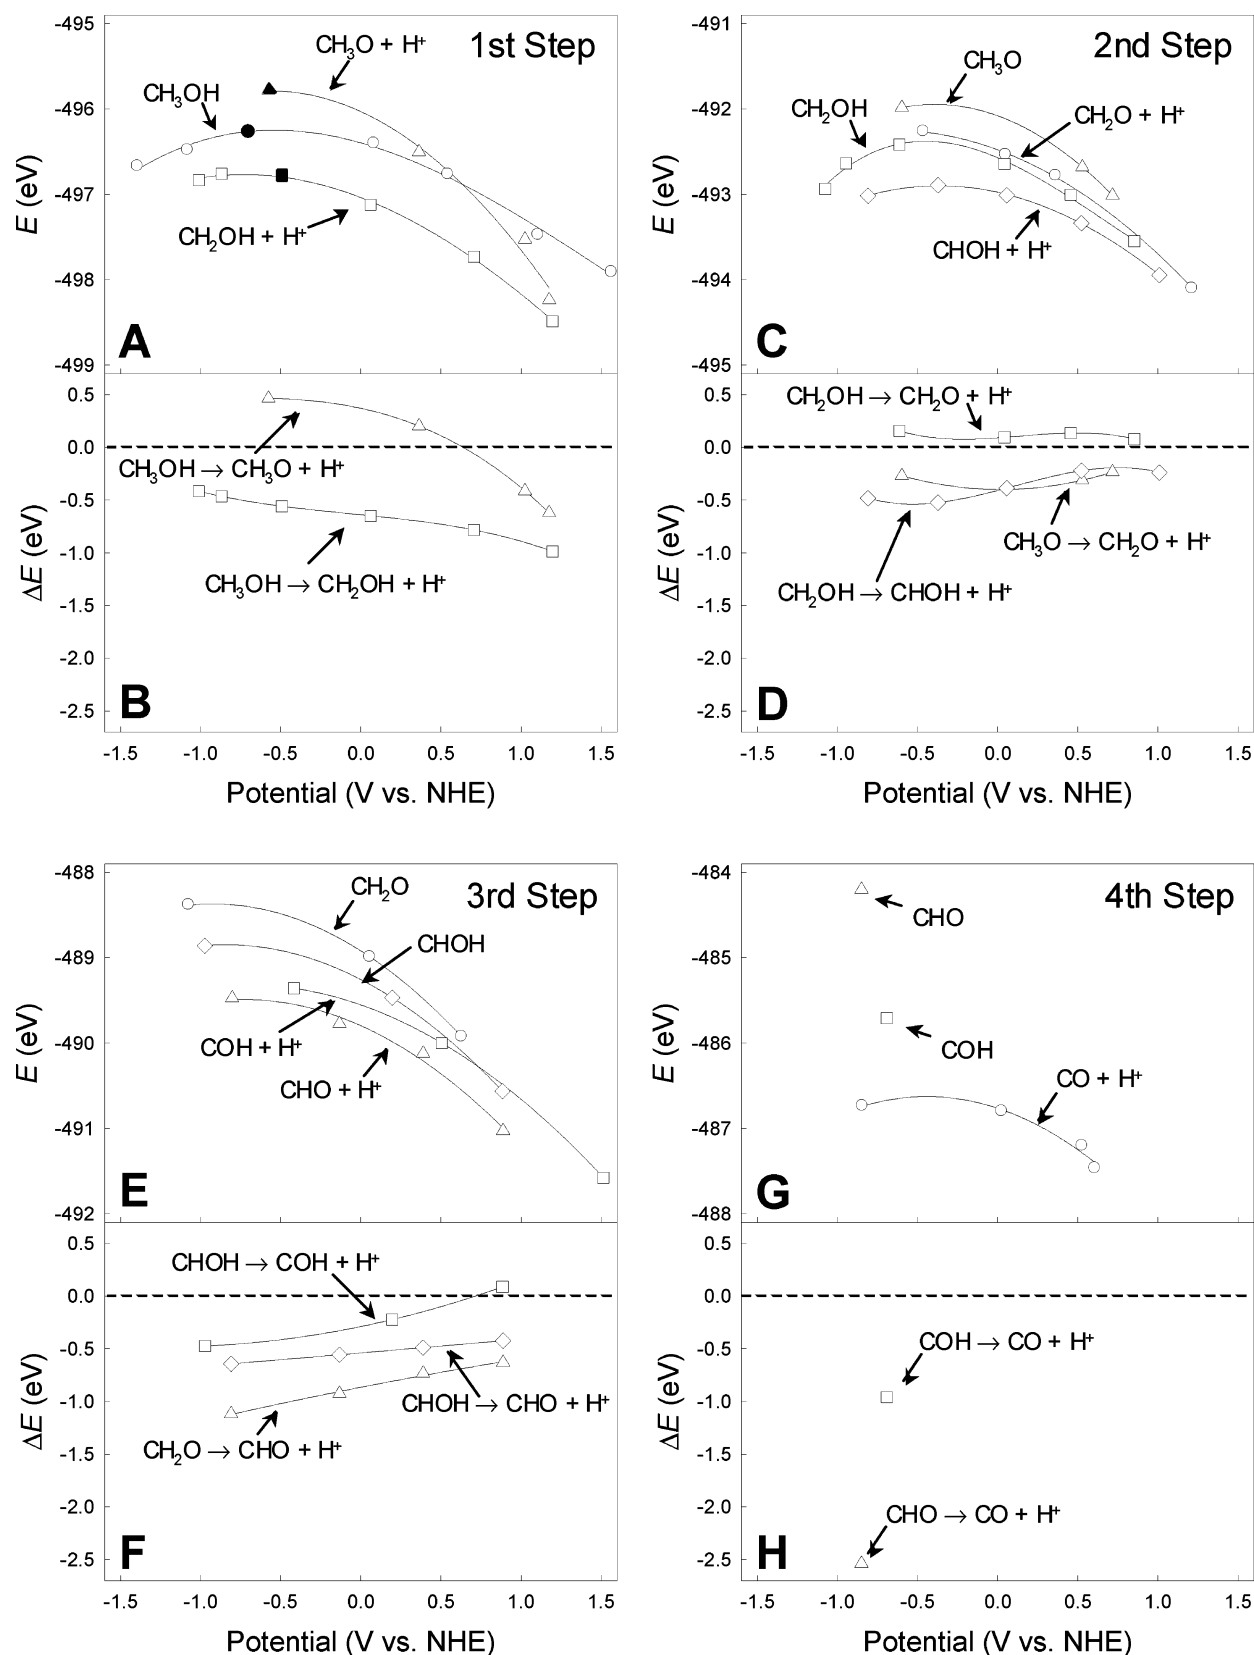 1st Step
CH₃O + H⁺
CH₃OH
CH₂OH + H⁺
A
E (eV)
-495
-496
-497
-498
-499
CH₃OH → CH₃O + H⁺
CH₃OH → CH₂OH + H⁺
B
ΔE (eV)
0.5
0.0
-0.5
-1.0
-1.5
-2.0
-2.5
-1.5 -1.0 -0.5 0.0 0.5 1.0 1.5
Potential (V vs. NHE)
2nd Step
CH₃O
CH₂OH
CH₂O + H⁺
CHOH + H⁺
C
E (eV)
-491
-492
-493
-494
-495
CH₂OH → CH₂O + H⁺
CH₃O → CH₂O + H⁺
CH₂OH → CHOH + H⁺
D
ΔE (eV)
0.5
0.0
-0.5
-1.0
-1.5
-2.0
-2.5
-1.5 -1.0 -0.5 0.0 0.5 1.0 1.5
Potential (V vs. NHE)
3rd Step
CH₂O
CHOH
COH + H⁺
CHO + H⁺
E
E (eV)
-488
-489
-490
-491
-492
CHOH → COH + H⁺
CHOH → CHO + H⁺
CH₂O → CHO + H⁺
F
ΔE (eV)
0.5
0.0
-0.5
-1.0
-1.5
-2.0
-2.5
-1.5 -1.0 -0.5 0.0 0.5 1.0 1.5
Potential (V vs. NHE)
4th Step
CHO
COH
CO + H⁺
G
E (eV)
-484
-485
-486
-487
-488
COH → CO + H⁺
CHO → CO + H⁺
H
ΔE (eV)
0.5
0.0
-0.5
-1.0
-1.5
-2.0
-2.5
-1.5 -1.0 -0.5 0.0 0.5 1.0 1.5
Potential (V vs. NHE)